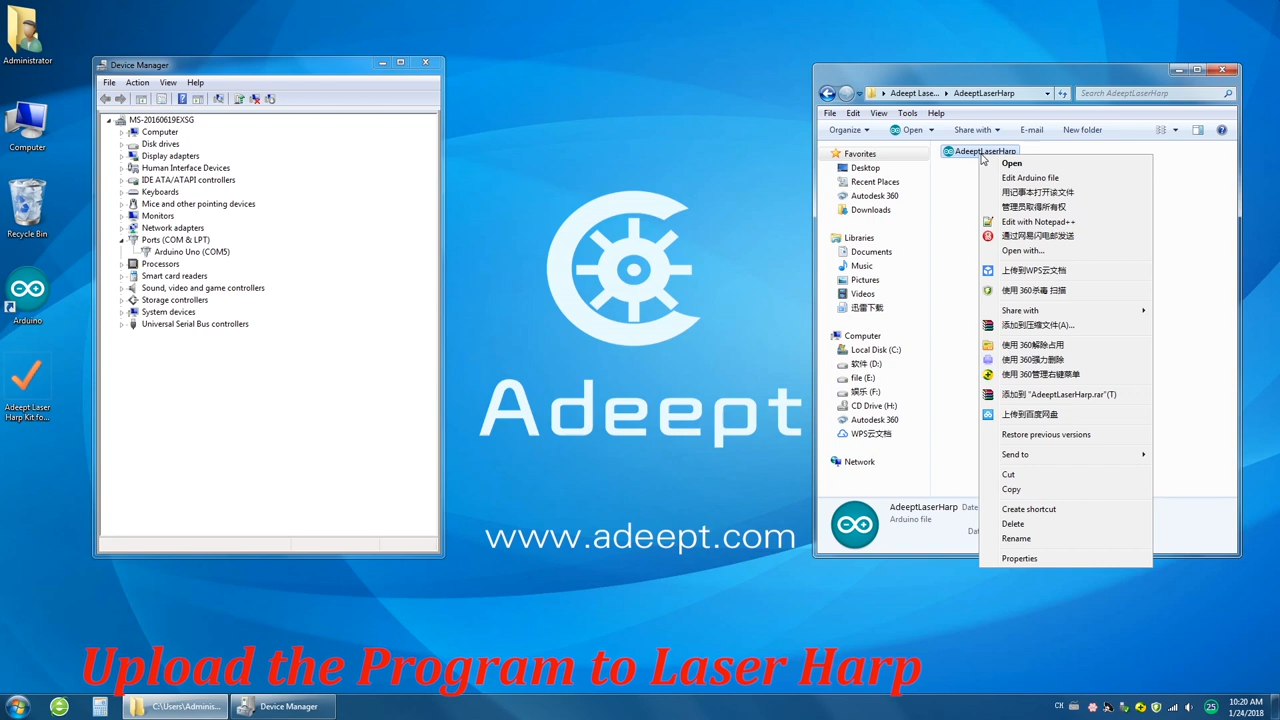 Administrator
Computer
Recycle Bin
Arduino
Adeept Laser
Harp Kit fo...
Device Manager
File Action View Help
MS-20160619EXSG
Computer
Disk drives
Display adapters
Human Interface Devices
IDE ATA/ATAPI controllers
Keyboards
Mice and other pointing devices
Monitors
Network adapters
Ports (COM & LPT)
Arduino Uno (COM5)
Processors
Smart card readers
Sound, video and game controllers
Storage controllers
System devices
Universal Serial Bus controllers
Adeept
www.adeept.com
Adeept Lase... AdeeptLaserHarp
Search AdeeptLaserHarp
File Edit View Tools Help
Organize Open Share with E-mail New folder
Favorites
Desktop
Recent Places
Autodesk 360
Downloads
Libraries
Documents
Music
Pictures
Videos
迅雷下载
Computer
Local Disk (C:)
软件 (D:)
file (E:)
娱乐 (F:)
CD Drive (H:)
Autodesk 360
WPS云文档
Network
AdeeptLaserHarp
Open
Edit Arduino file
用记事本打开该文件
管理员取得所有权
Edit with Notepad++
通过网易闪电邮发送
Open with...
上传到WPS云文档
使用 360杀毒 扫描
Share with
添加到压缩文件(A)...
使用 360解除占用
使用 360强力删除
使用 360管理右键菜单
添加到 "AdeeptLaserHarp.rar"(T)
上传到百度网盘
Restore previous versions
Send to
Cut
Copy
Create shortcut
Delete
Rename
Properties
AdeeptLaserHarp Date
Arduino file
Upload the Program to Laser Harp
C:\Users\Adminis...
Device Manager
CH
25
10:20 AM
1/24/2018